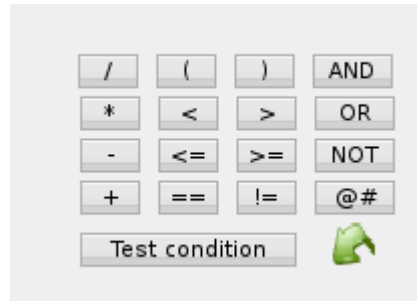 / ( ) AND
* < > OR
- <= >= NOT
+ == != @#
Test condition